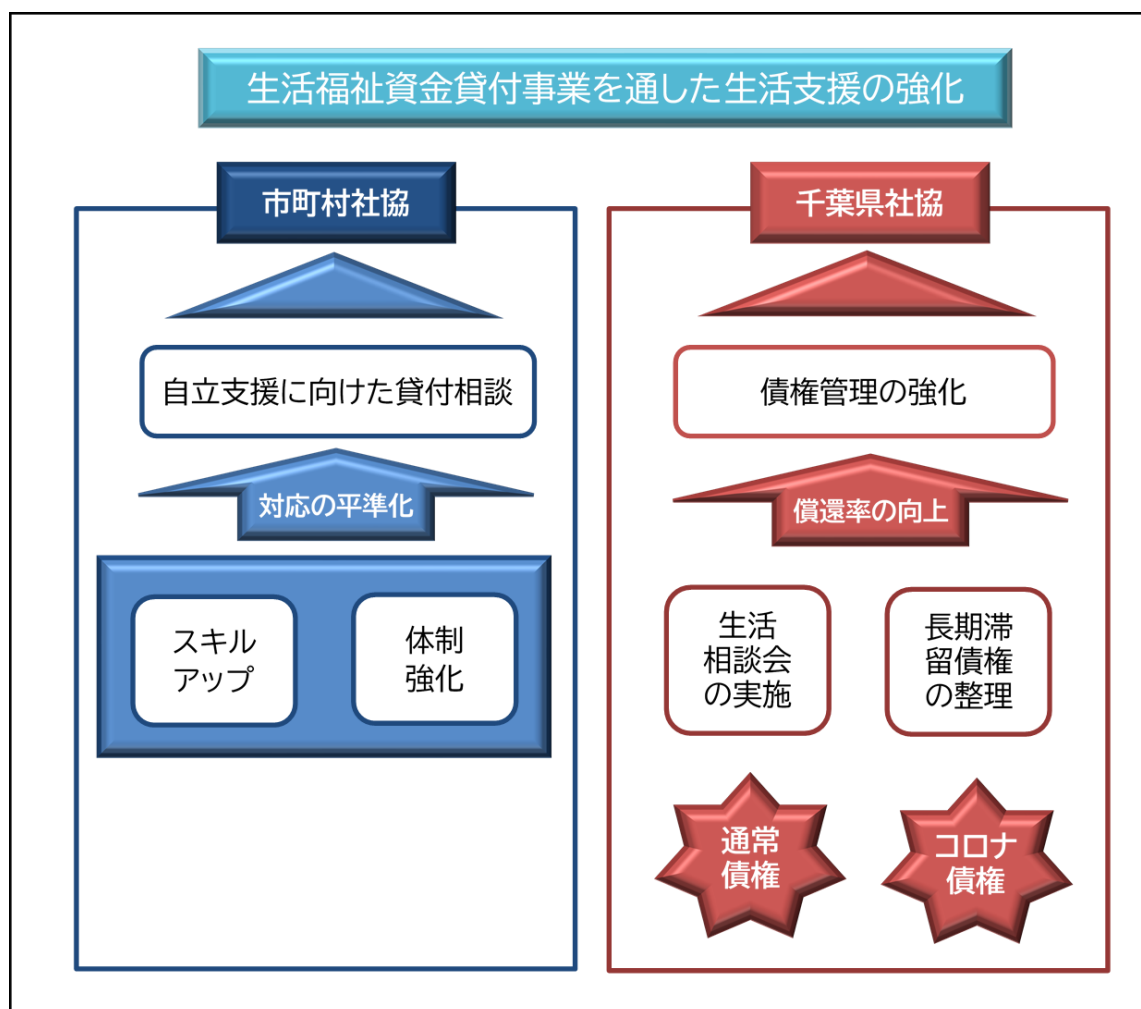 生活福祉資金貸付事業を通した生活支援の強化
市町村社協
自立支援に向けた貸付相談
対応の平準化
スキル
アップ
体制
強化
千葉県社協
債権管理の強化
償還率の向上
生活
相談会
の実施
長期滞
留債権
の整理
通常
債権
コロナ
債権